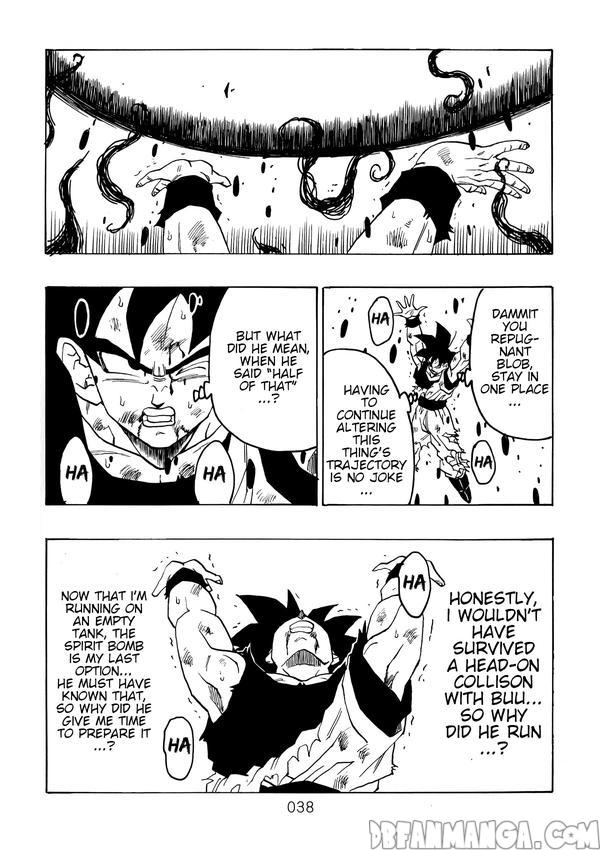 HA
DAMMIT
YOU
REPUG-
NANT
BLOB,
STAY IN
ONE PLACE
...
HAVING
TO
CONTINUE
ALTERING
THIS
THING'S
TRAJECTORY
IS NO JOKE
...
HA
BUT WHAT
DID HE MEAN,
WHEN HE
SAID "HALF
OF THAT"
...?
HA
HA
HA
HONESTLY,
I WOULDN'T
HAVE
SURVIVED
A HEAD-ON
COLLISION
WITH BUU...
SO WHY
DID HE RUN
...?
NOW THAT I'M
RUNNING ON
AN EMPTY
TANK, THE
SPIRIT BOMB
IS MY LAST
OPTION...
HE MUST HAVE
KNOWN THAT,
SO WHY DID HE
GIVE ME TIME
TO PREPARE IT
...?
HA
038
DBFANMANGA.COM